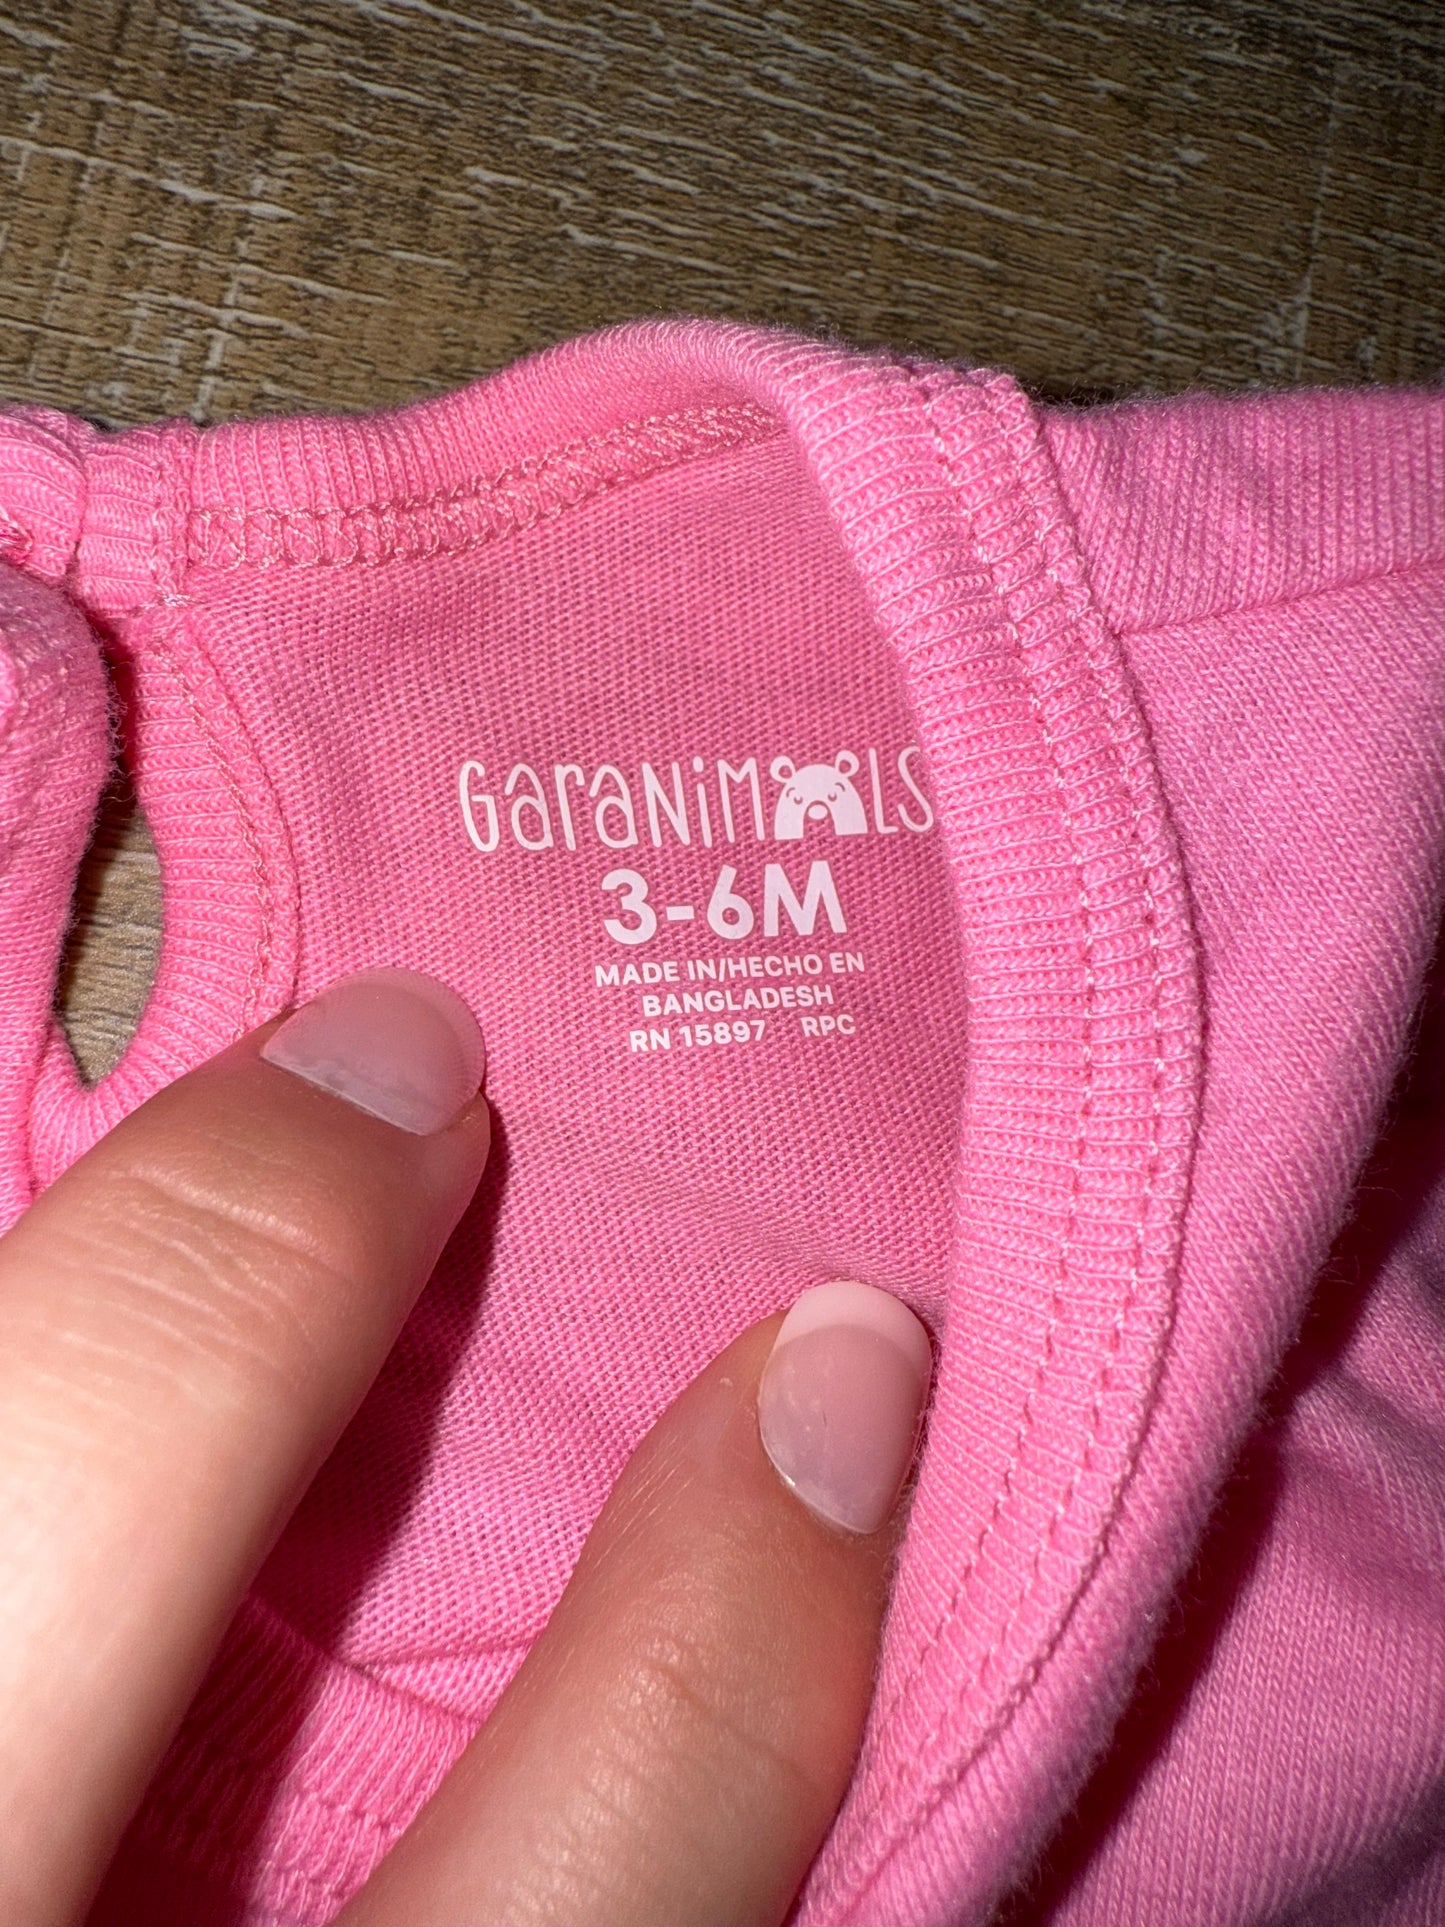 GaraNiMALS
3-6M
MADE IN/HECHO EN
BANGLADESH
RN 15897 RPC